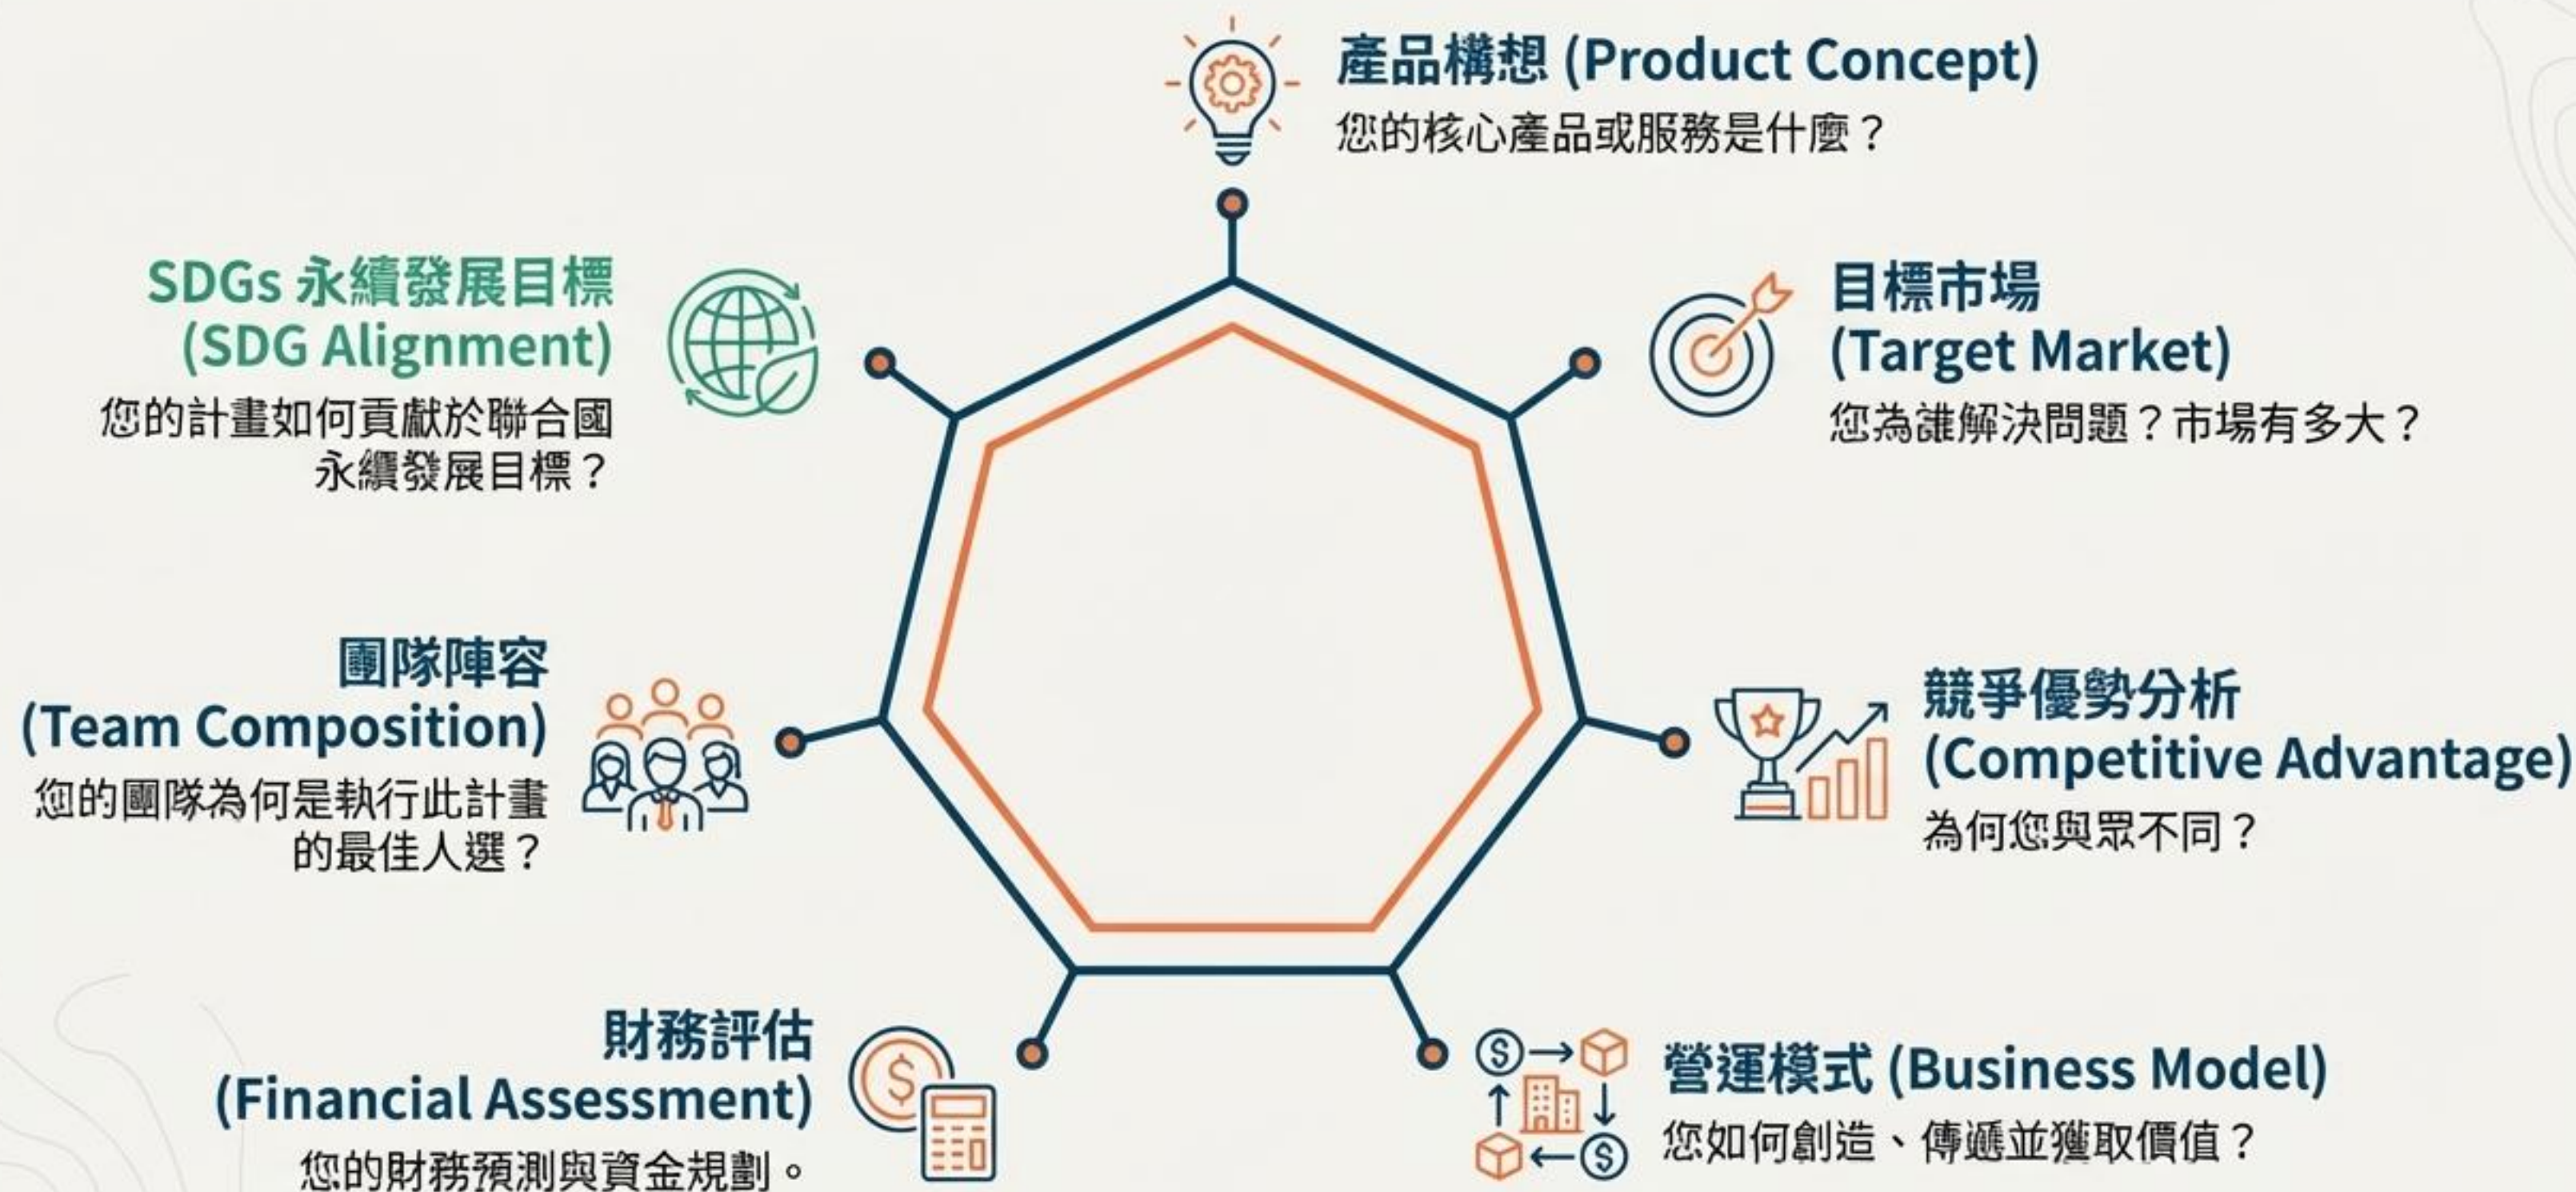 產品構想 (Product Concept)
您的核心產品或服務是什麼？
目標市場
(Target Market)
您為誰解決問題？市場有多大？
競爭優勢分析
(Competitive Advantage)
為何您與眾不同？
營運模式 (Business Model)
您如何創造、傳遞並獲取價值？
財務評估
(Financial Assessment)
您的財務預測與資金規劃。
團隊陣容
(Team Composition)
您的團隊為何是執行此計畫
的最佳人選？
SDGs 永續發展目標
(SDG Alignment)
您的計畫如何貢獻於聯合國
永續發展目標？